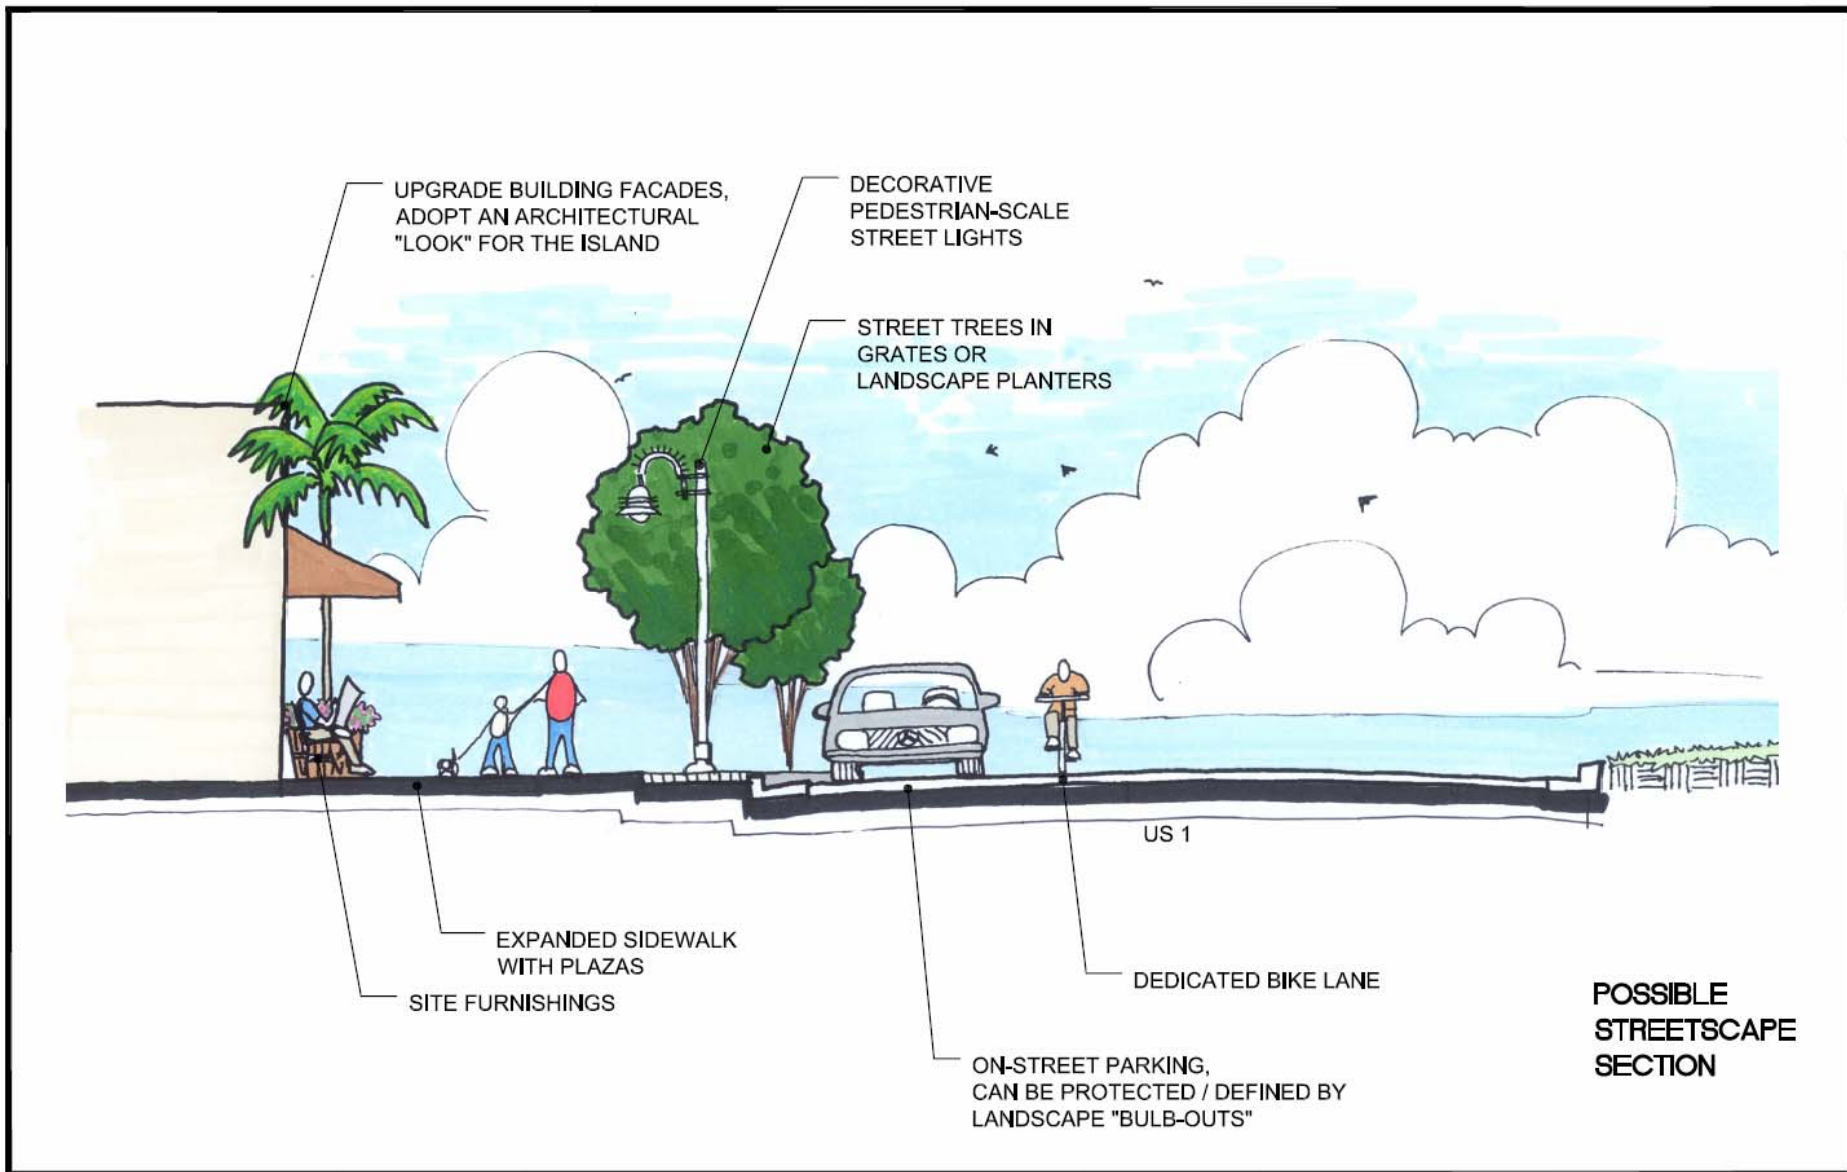 UPGRADE BUILDING FACADES,
ADOPT AN ARCHITECTURAL
"LOOK" FOR THE ISLAND
DECORATIVE
PEDESTRIAN-SCALE
STREET LIGHTS
STREET TREES IN
GRATES OR
LANDSCAPE PLANTERS
US 1
EXPANDED SIDEWALK
WITH PLAZAS
SITE FURNISHINGS
DEDICATED BIKE LANE
ON-STREET PARKING,
CAN BE PROTECTED / DEFINED BY
LANDSCAPE "BULB-OUTS"
POSSIBLE
STREETSCAPE
SECTION